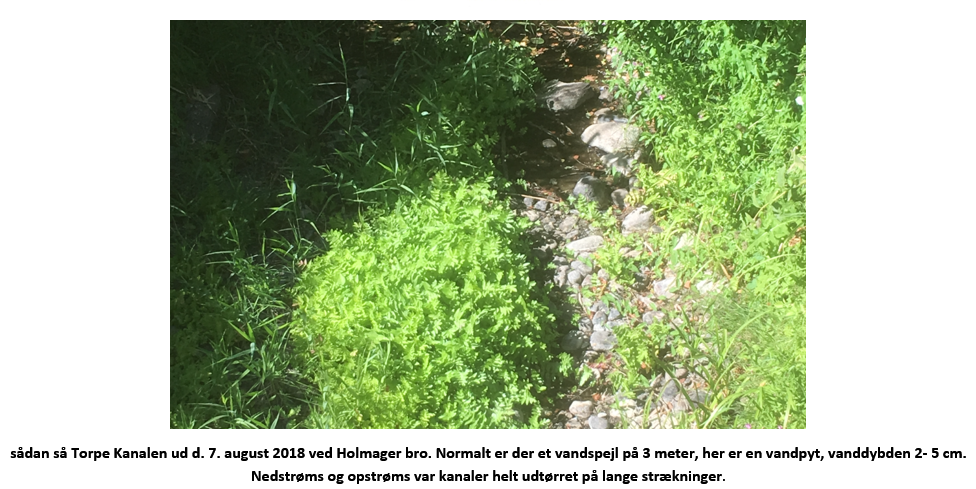 sådan så Torpe Kanalen ud d. 7. august 2018 ved Holmager bro. Normalt er der et vandspejl på 3 meter, her er en vandpyt, vanddybden 2- 5 cm.
Nedstrøms og opstrøms var kanaler helt udtørret på lange strækninger.